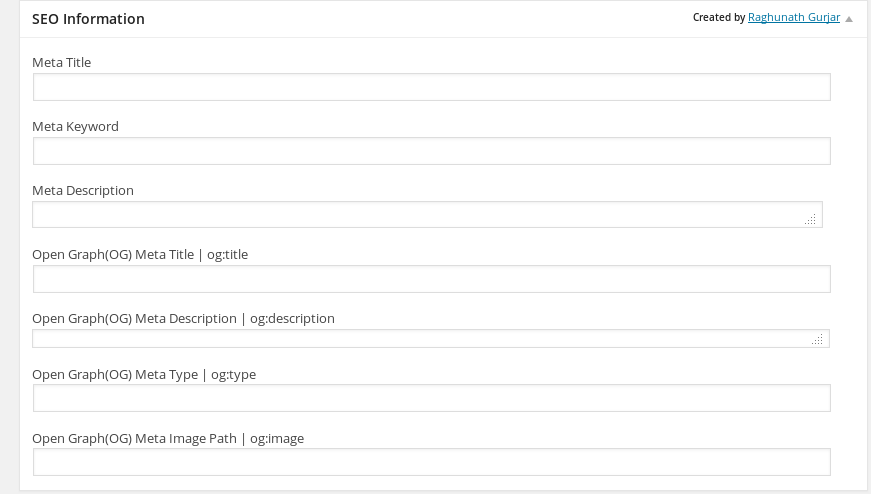 SEO Information
Created by Raghunath Gurjar
Meta Title
Meta Keyword
Meta Description
Open Graph(OG) Meta Title | og:title
Open Graph(OG) Meta Description | og:description
Open Graph(OG) Meta Type | og:type
Open Graph(OG) Meta Image Path | og:image